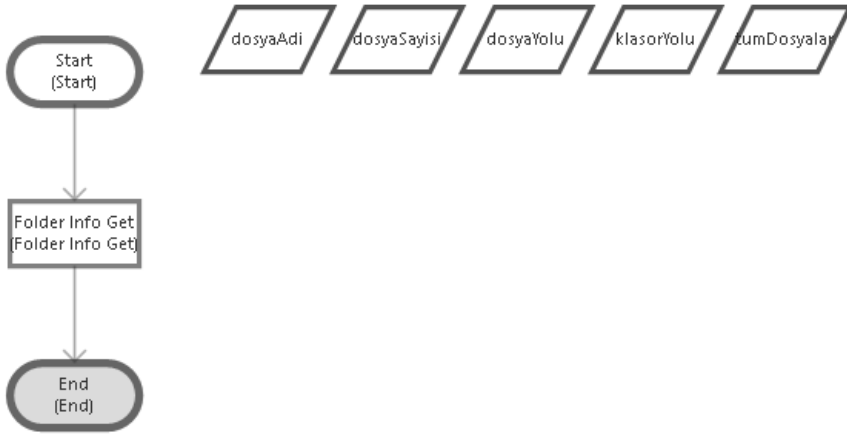 dosyaAdi
dosyaSayisi
dosyaYolu
klasorYolu
tumDosyalar
Start
(Start)
Folder Info Get
(Folder Info Get)
End
(End)